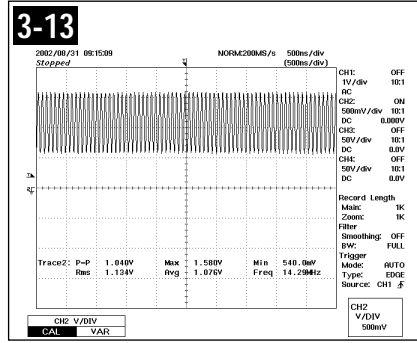 3-13
2002/08/31 09:15:09 NORM:200MS/s 500ns/div
Stopped (500ns/div)
CH1: OFF
1V/div 10:1
AC
CH2: ON
500mV/div 10:1
DC 0.000V
CH3: OFF
50V/div 10:1
DC 0.0V
CH4: OFF
50V/div 10:1
DC 0.0V
Record Length
Main: 1K
Zoom: 1K
Filter
Smoothing: OFF
BW: FULL
Trigger
Mode: AUTO
Type: EDGE
Source: CH1
Trace2: P-P 1.040V Max 1.580V Min 540.0mV
Rms 1.134V Avg 1.076V Freq 14.29MHz
CH2 V/DIV
CAL VAR
CH2
V/DIV
500mV